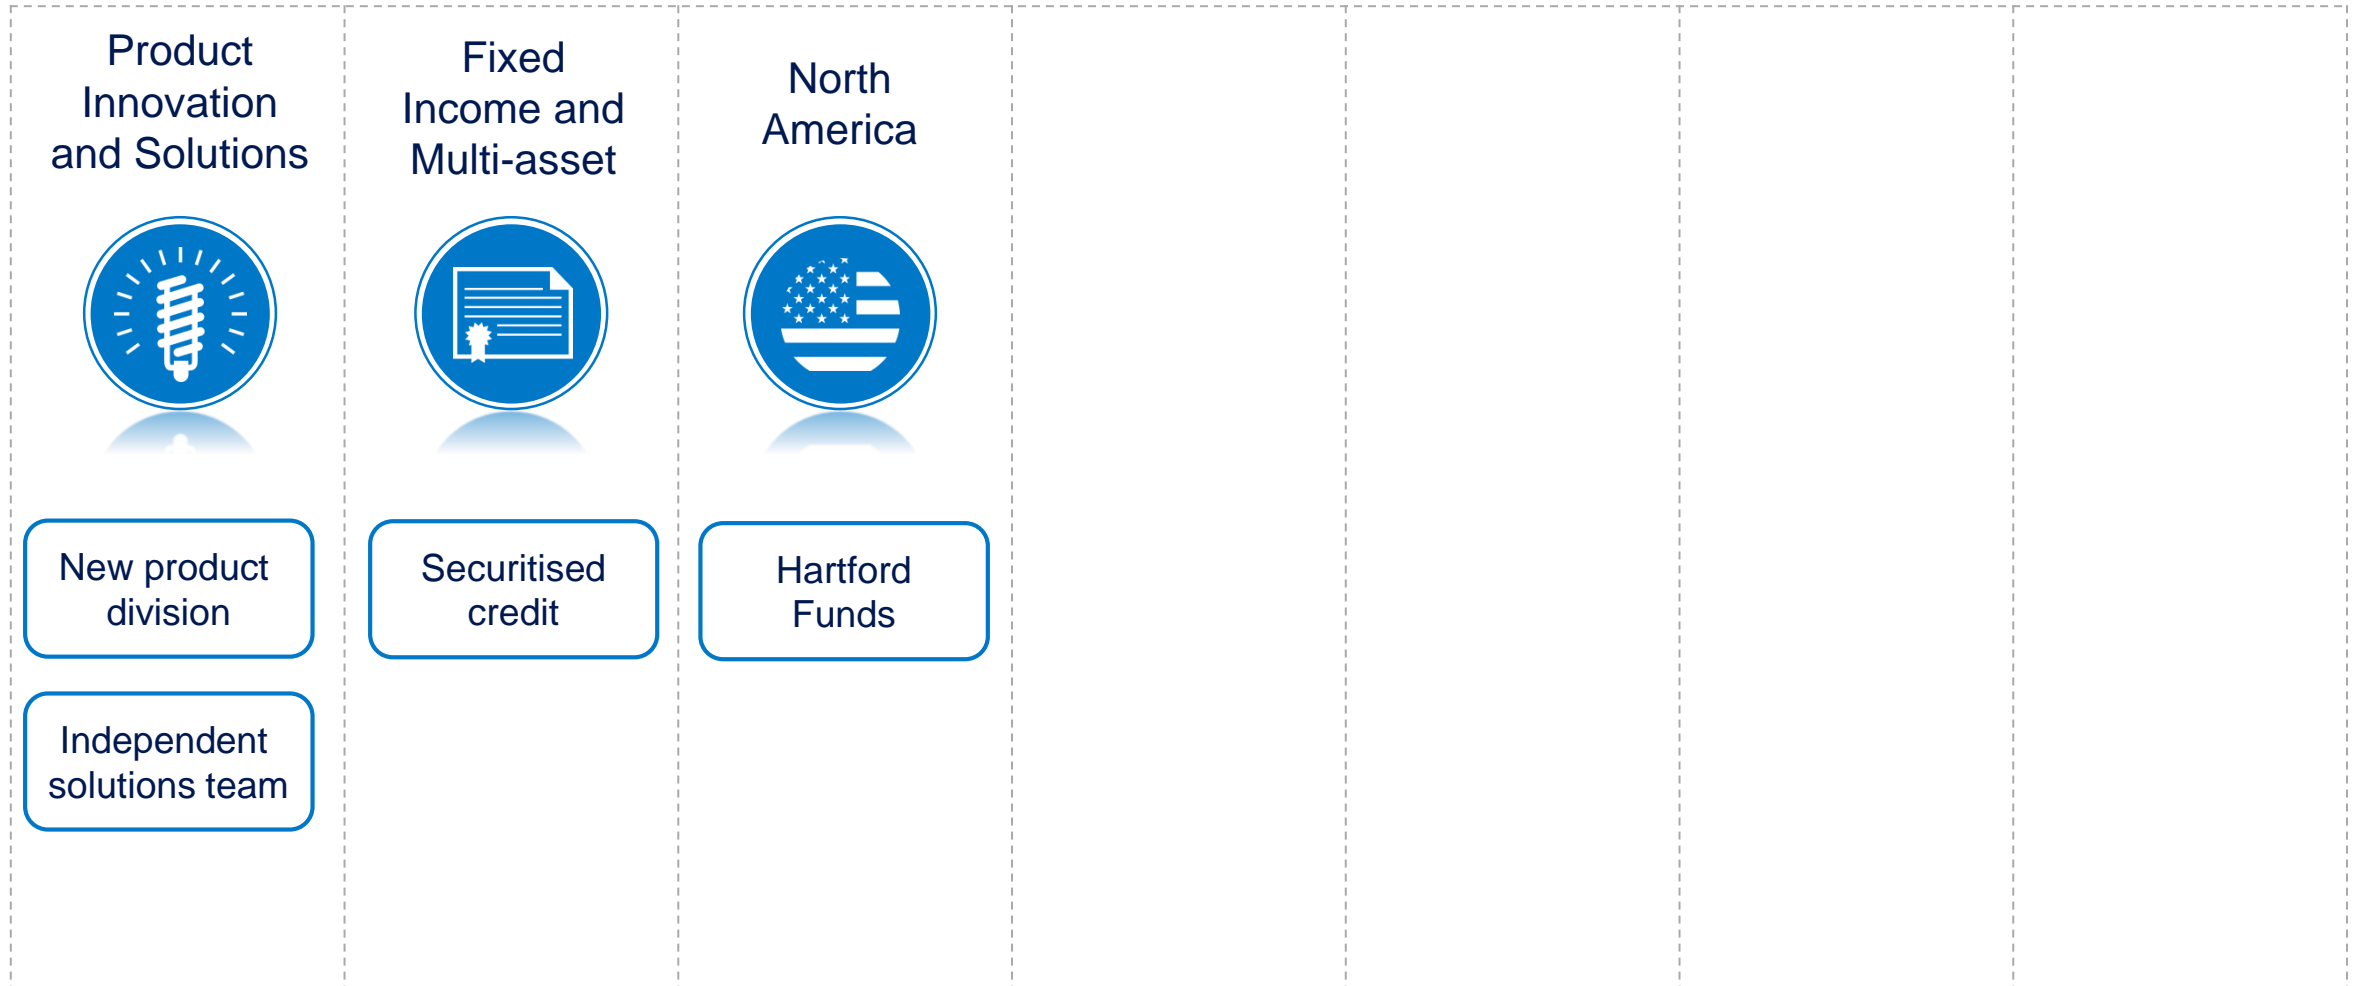 Product
Innovation
and Solutions
Fixed
Income and
Multi-asset
North
America
New product
division
Securitised
credit
Hartford
Funds
Independent
solutions team